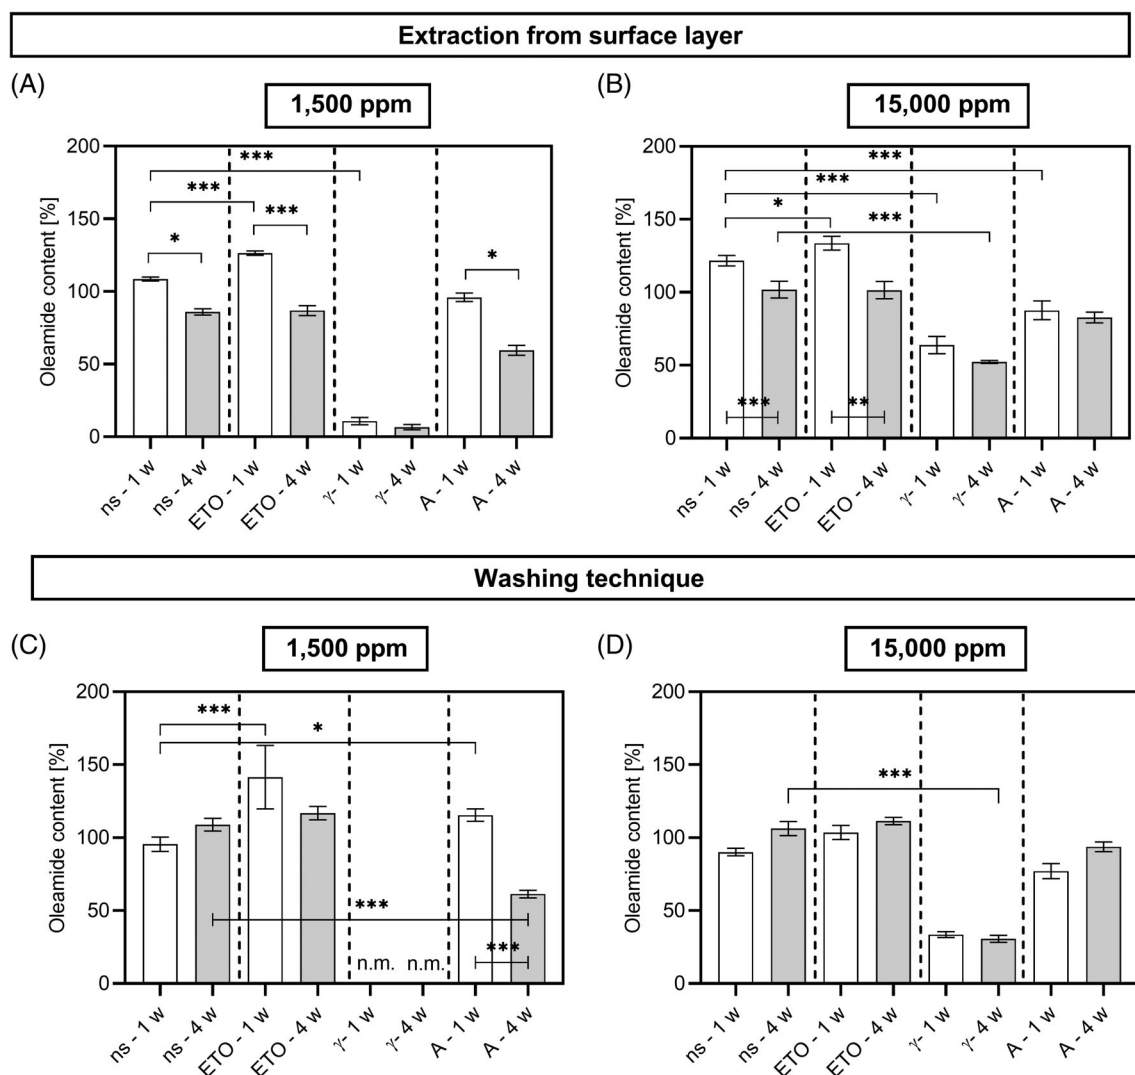 Extraction from surface layer
(A)
1,500 ppm
Oleamide content [%]
200
150
100
50
0
***
***
***
*
*
ns - 1 w
ns - 4 w
ETO - 1 w
ETO - 4 w
γ- 1 w
γ- 4 w
A - 1 w
A - 4 w
(B)
15,000 ppm
Oleamide content [%]
200
150
100
50
0
***
***
*
***
***
**
ns - 1 w
ns - 4 w
ETO - 1 w
ETO - 4 w
γ- 1 w
γ- 4 w
A - 1 w
A - 4 w
Washing technique
(C)
1,500 ppm
Oleamide content [%]
200
150
100
50
0
***
*
***
***
n.m. n.m.
ns - 1 w
ns - 4 w
ETO - 1 w
ETO - 4 w
γ- 1 w
γ- 4 w
A - 1 w
A - 4 w
(D)
15,000 ppm
Oleamide content [%]
200
150
100
50
0
***
ns - 1 w
ns - 4 w
ETO - 1 w
ETO - 4 w
γ- 1 w
γ- 4 w
A - 1 w
A - 4 w